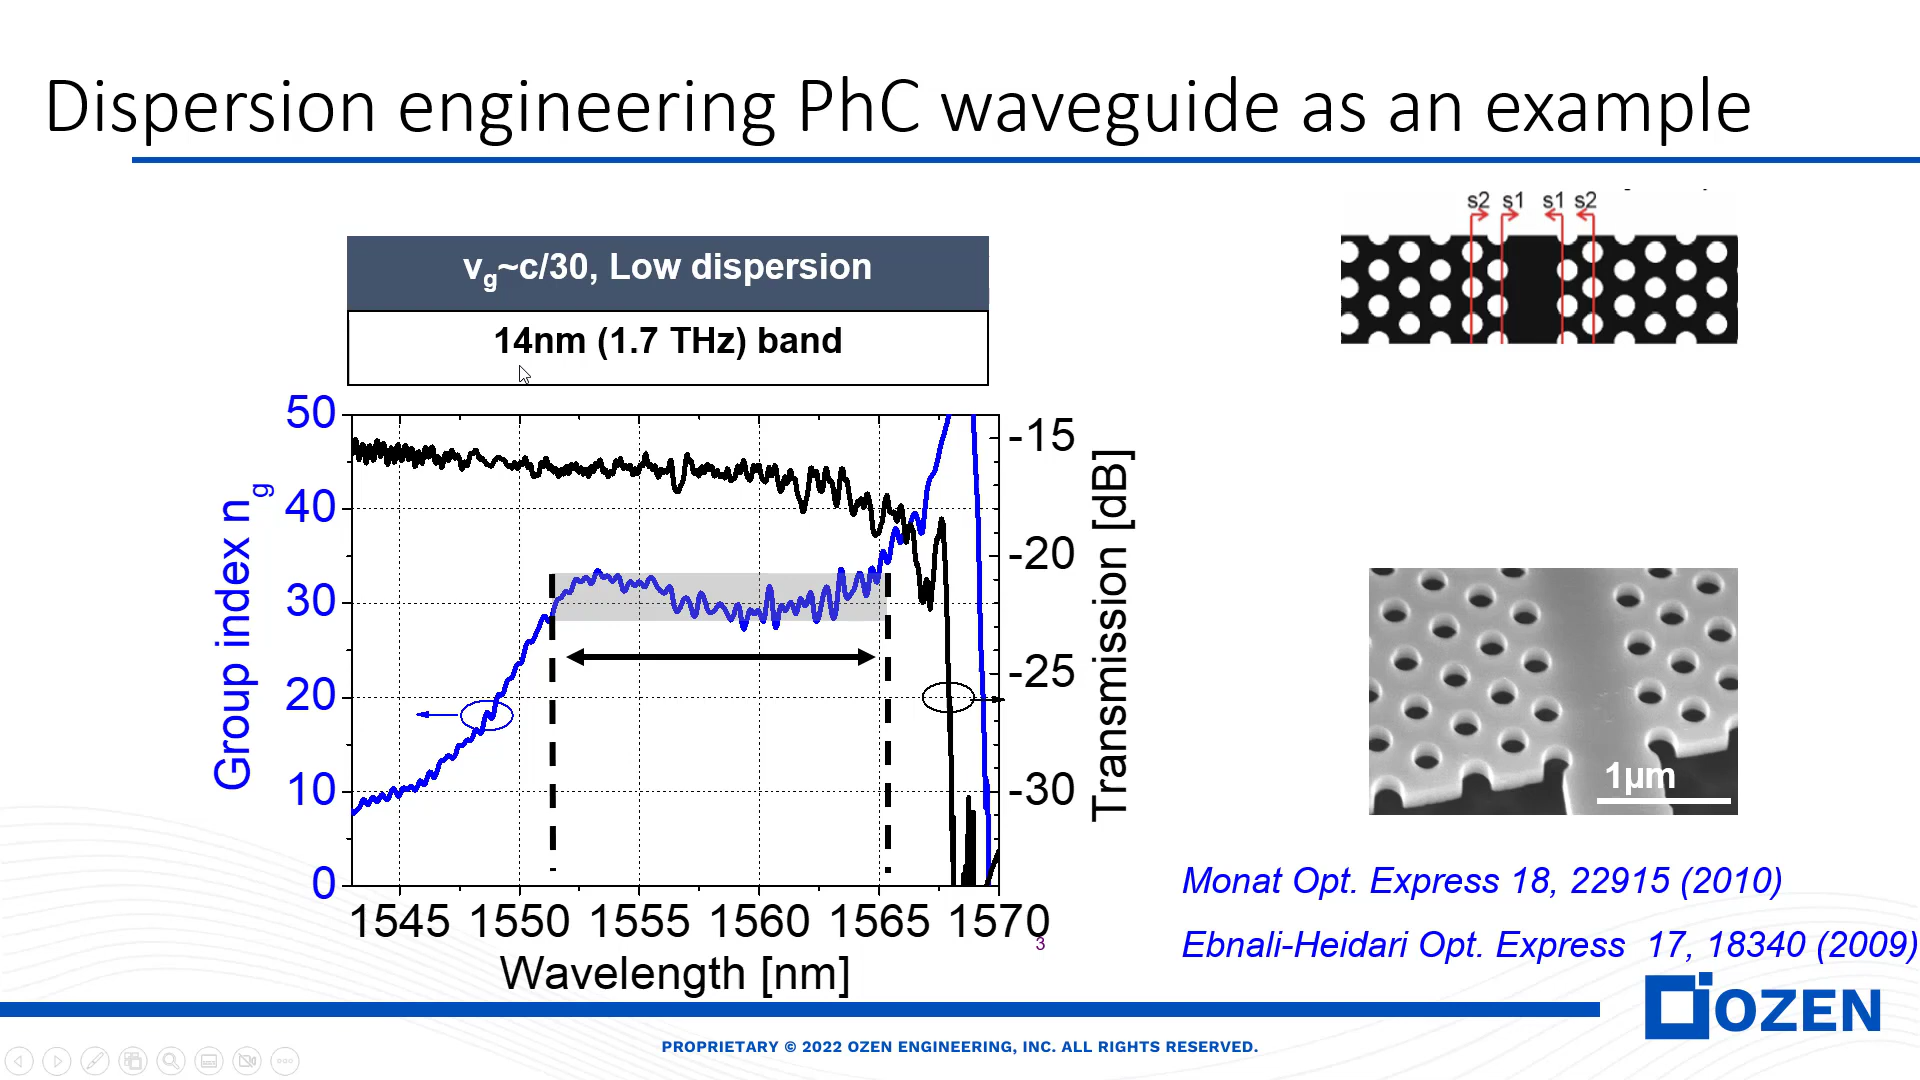 Dispersion engineering PhC waveguide as an example
s2 s1 s1 s2
vg~c/30, Low dispersion
14nm (1.7 THz) band
50
40
30
20
10
0
Group index ng
-15
-20
-25
-30
Transmission [dB]
1545 1550 1555 1560 1565 1570
Wavelength [nm]
3
1µm
Monat Opt. Express 18, 22915 (2010)
Ebnali-Heidari Opt. Express 17, 18340 (2009)
OZEN
PROPRIETARY © 2022 OZEN ENGINEERING, INC. ALL RIGHTS RESERVED.